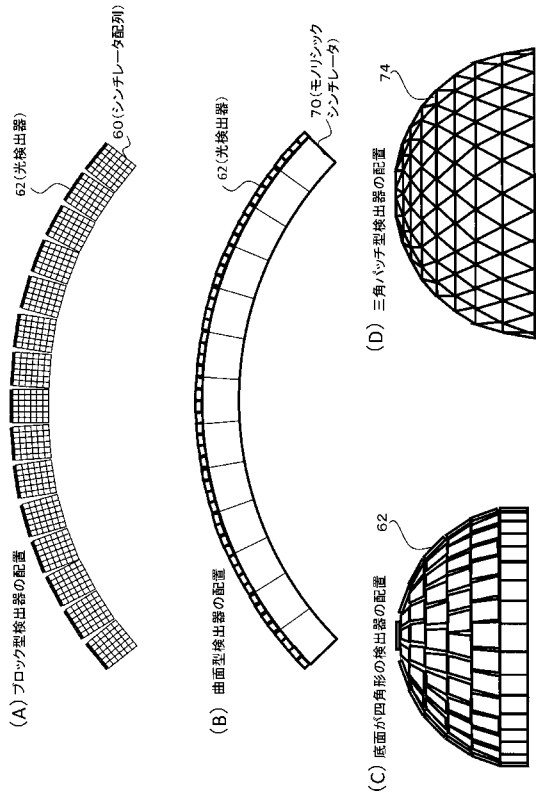 (A) ブロック型検出器の配置
62(光検出器)
60(シンチレータ配列)
(B) 曲面型検出器の配置
62(光検出器)
70(モノリシック
シンチレータ)
(C) 底面が四角形の検出器の配置
62
(D) 三角パッチ型検出器の配置
74